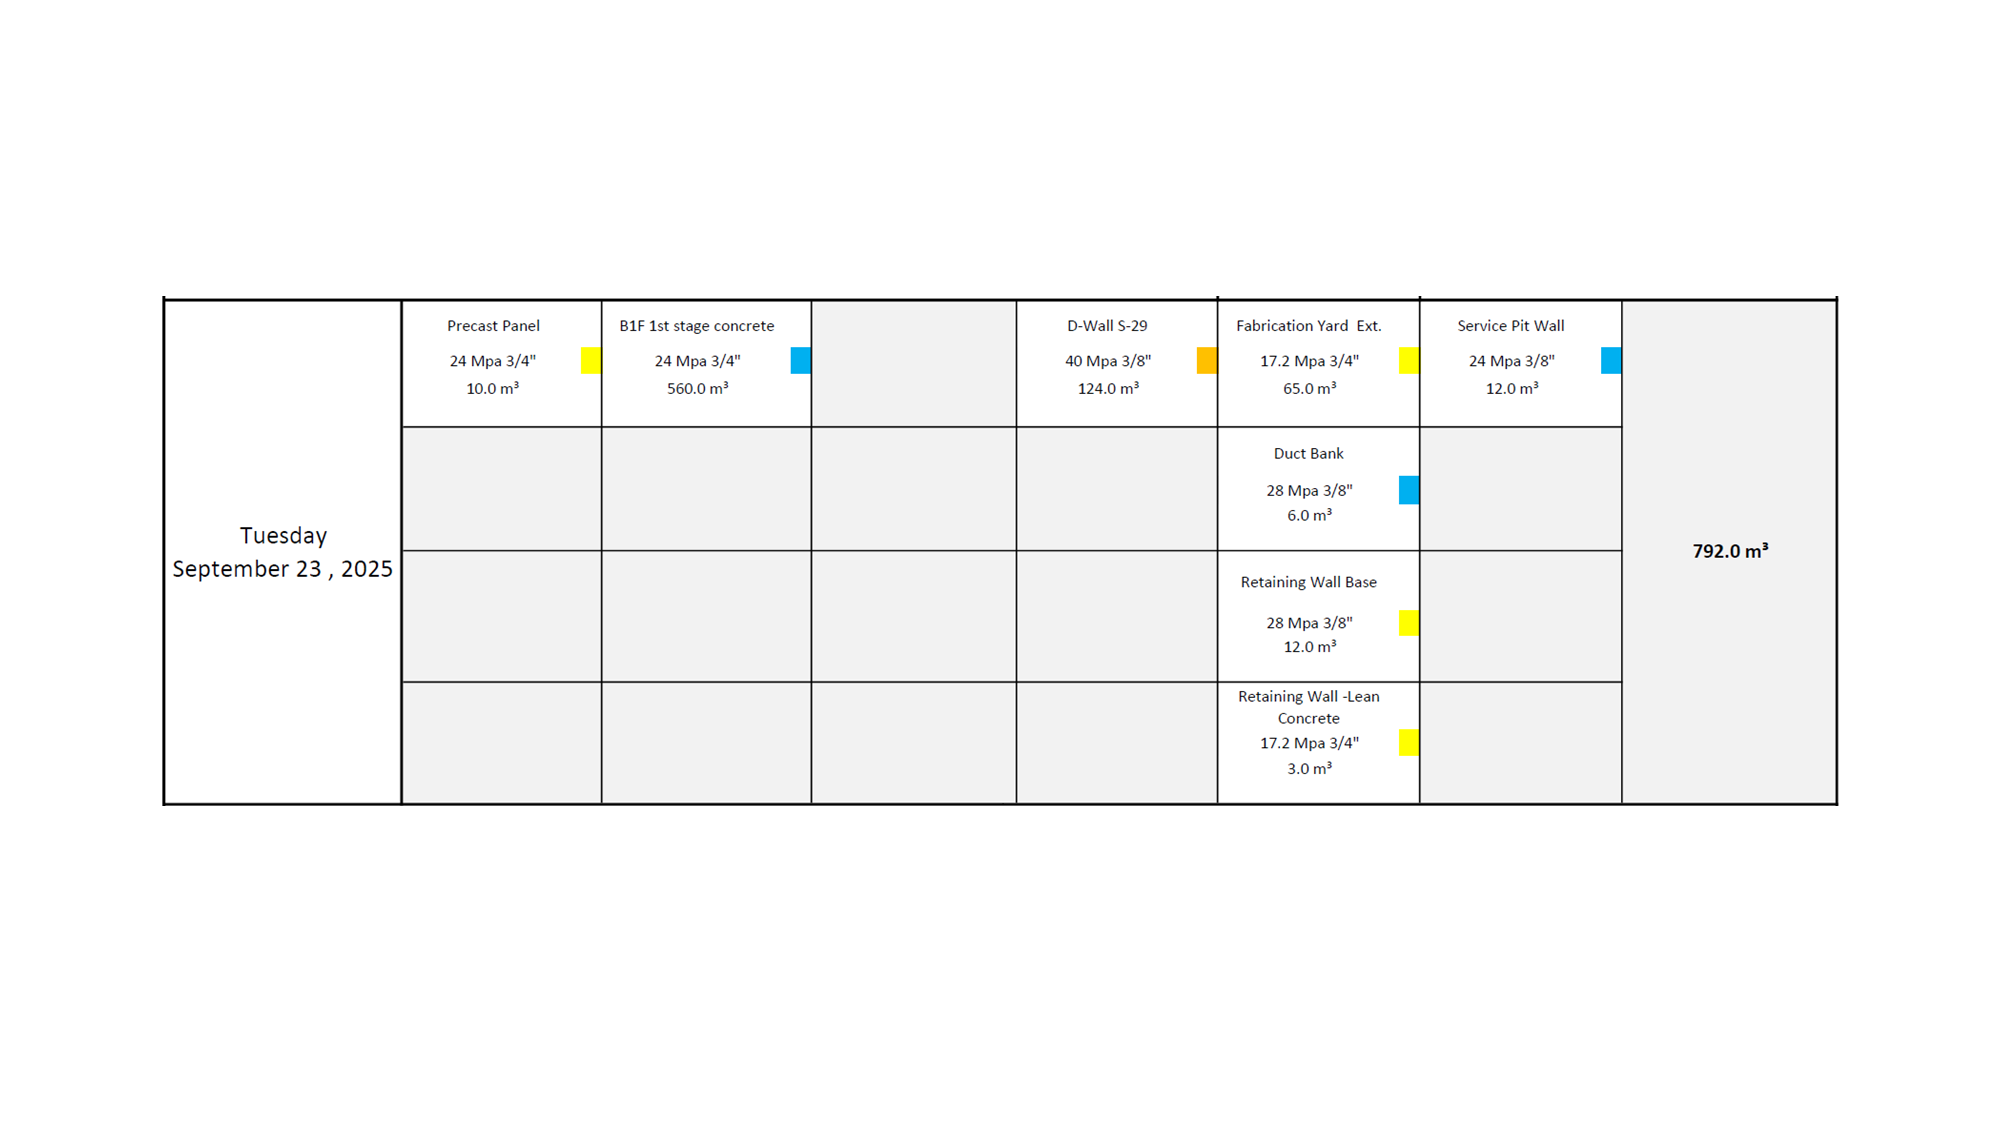 Tuesday
September 23 , 2025
Precast Panel
24 Mpa 3/4"
10.0 m³
B1F 1st stage concrete
24 Mpa 3/4"
560.0 m³
D-Wall S-29
40 Mpa 3/8"
124.0 m³
Fabrication Yard  Ext.
17.2 Mpa 3/4"
65.0 m³
Service Pit Wall
24 Mpa 3/8"
12.0 m³
Duct Bank
28 Mpa 3/8"
6.0 m³
Retaining Wall Base
28 Mpa 3/8"
12.0 m³
Retaining Wall -Lean
Concrete
17.2 Mpa 3/4"
3.0 m³
792.0 m³